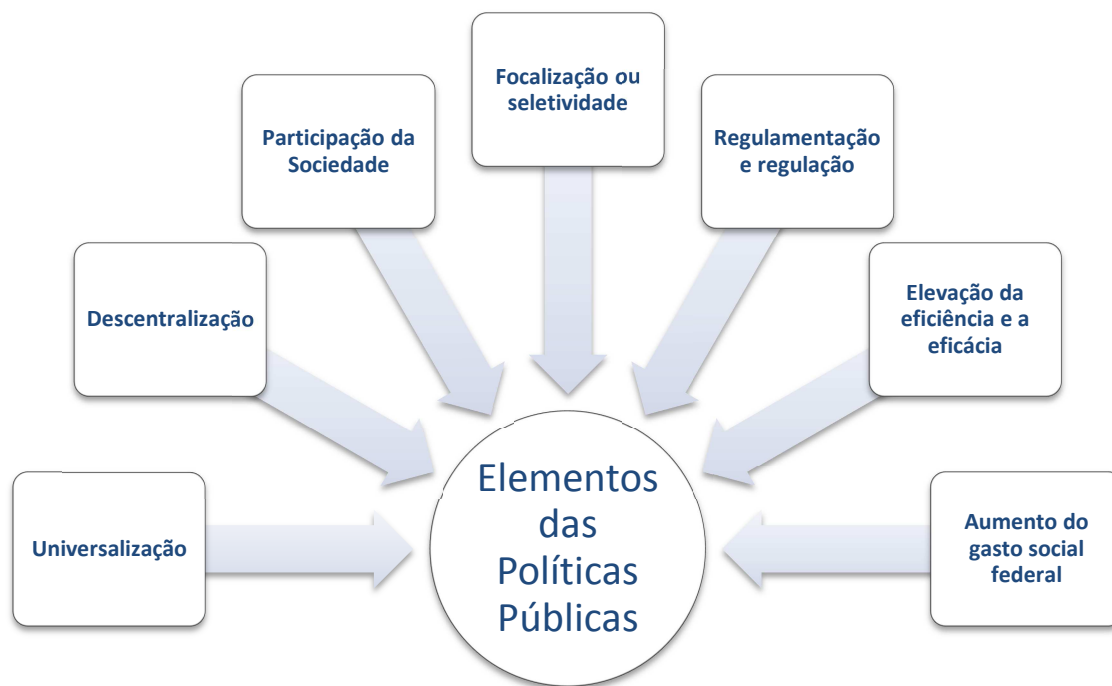 Universalização
Descentralização
Participação da
Sociedade
Focalização ou
seletividade
Regulamentação
e regulação
Elevação da
eficiência e a
eficácia
Aumento do
gasto social
federal
Elementos
das
Políticas
Públicas